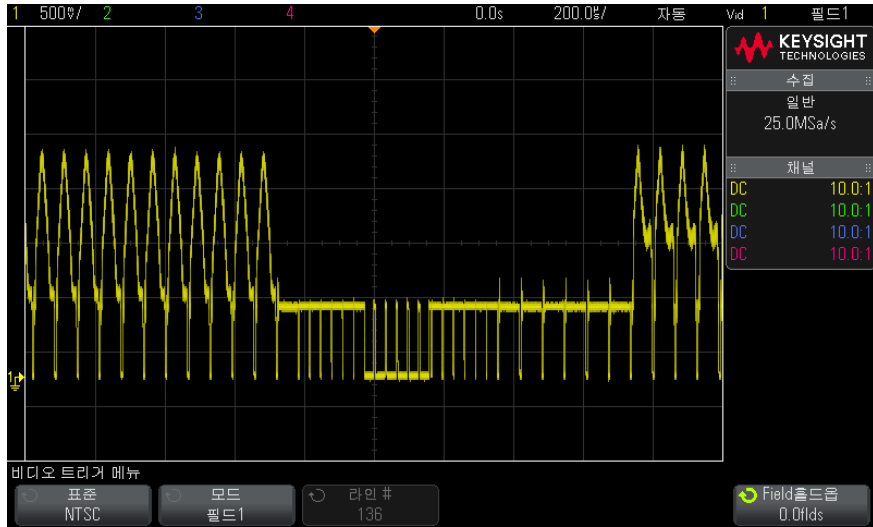 1 500㎷/ 2 3 4 0.0s 200.0㎲/ 자동 Vid 1 필드1
KEYSIGHT
TECHNOLOGIES
수집
일반
25.0MSa/s
채널
DC 10.0:1
DC 10.0:1
DC 10.0:1
DC 10.0:1
1
비디오 트리거 메뉴
표준 모드 라인 # Field홀드옵
NTSC 필드1 136 0.0flds